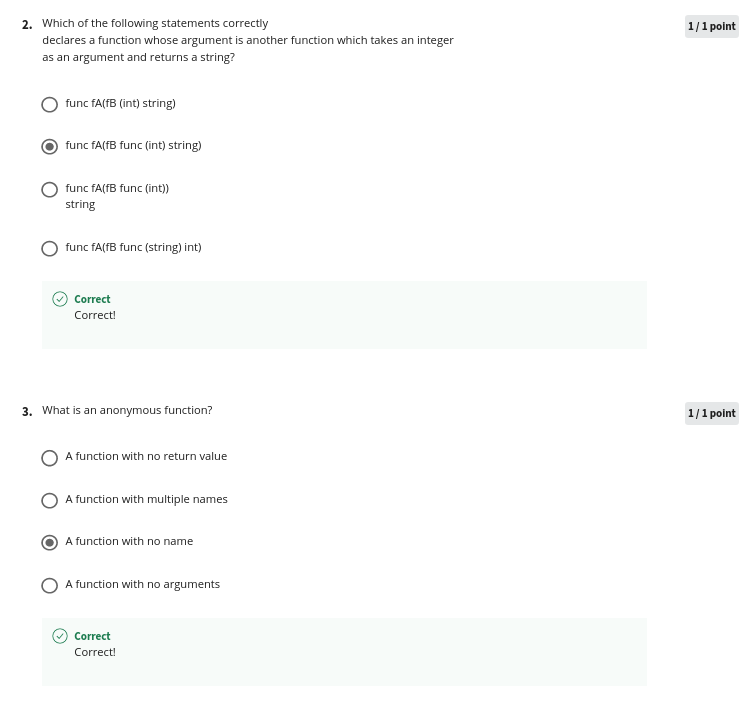 2. Which of the following statements correctly
1 / 1 point
declares a function whose argument is another function which takes an integer
as an argument and returns a string?
func fA(fB (int) string)
func fA(fB func (int) string)
func fA(fB func (int))
string
func fA(fB func (string) int)
Correct
Correct!
3. What is an anonymous function?
1 / 1 point
A function with no return value
A function with multiple names
A function with no name
A function with no arguments
Correct
Correct!